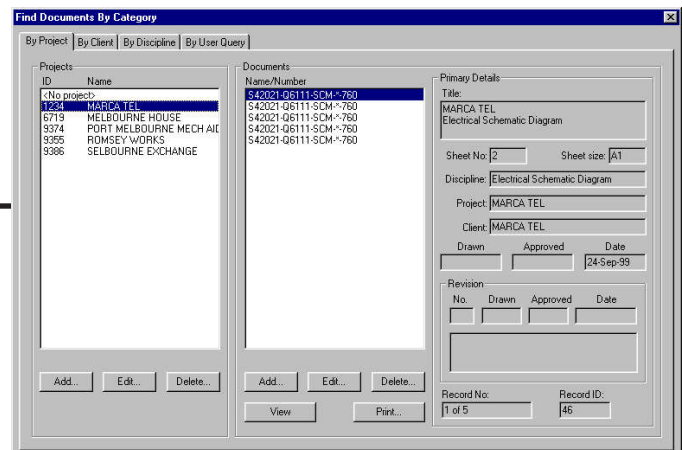 Find Documents By Category
By Project By Client By Discipline By User Query
Projects
ID Name
<No project>
1234 MARCA TEL
6719 MELBOURNE HOUSE
9374 PORT MELBOURNE MECH AID
9355 ROMSEY WORKS
9386 SELBOURNE EXCHANGE
Add... Edit... Delete...
Documents
Name/Number
S42021-Q6111-SCM-*-760
S42021-Q6111-SCM-*-760
S42021-Q6111-SCM-*-760
S42021-Q6111-SCM-*-760
S42021-Q6111-SCM-*-760
Add... Edit... Delete...
View Print...
Primary Details
Title:
MARCA TEL
Electrical Schematic Diagram
Sheet No: 2 Sheet size: A1
Discipline: Electrical Schematic Diagram
Project: MARCA TEL
Client: MARCA TEL
Drawn Approved Date
24-Sep-99
Revision
No. Drawn Approved Date
Record No: Record ID:
1 of 5 46